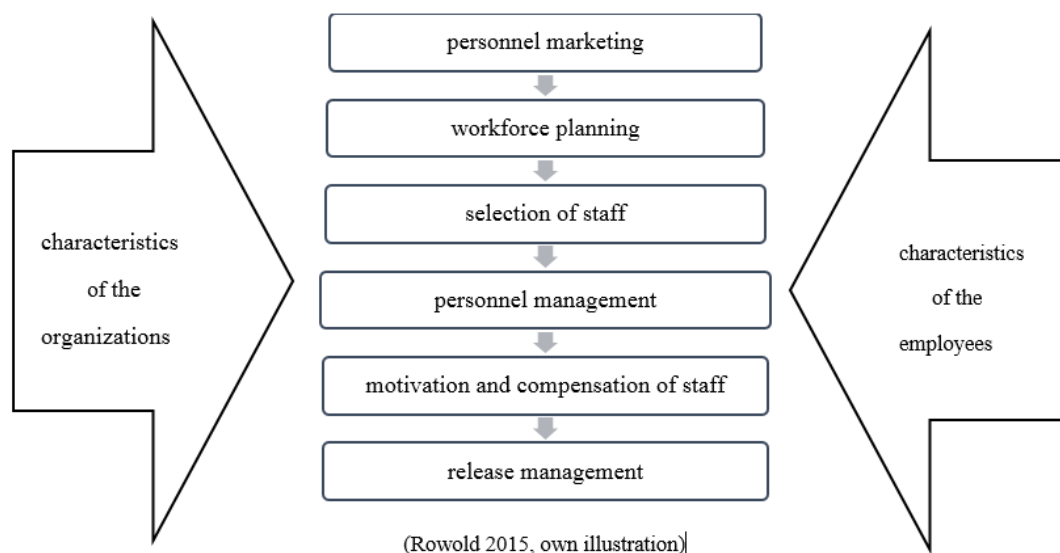 personnel marketing
workforce planning
selection of staff
personnel management
motivation and compensation of staff
release management
characteristics
of the
organizations
characteristics
of the
employees
(Rowold 2015, own illustration)